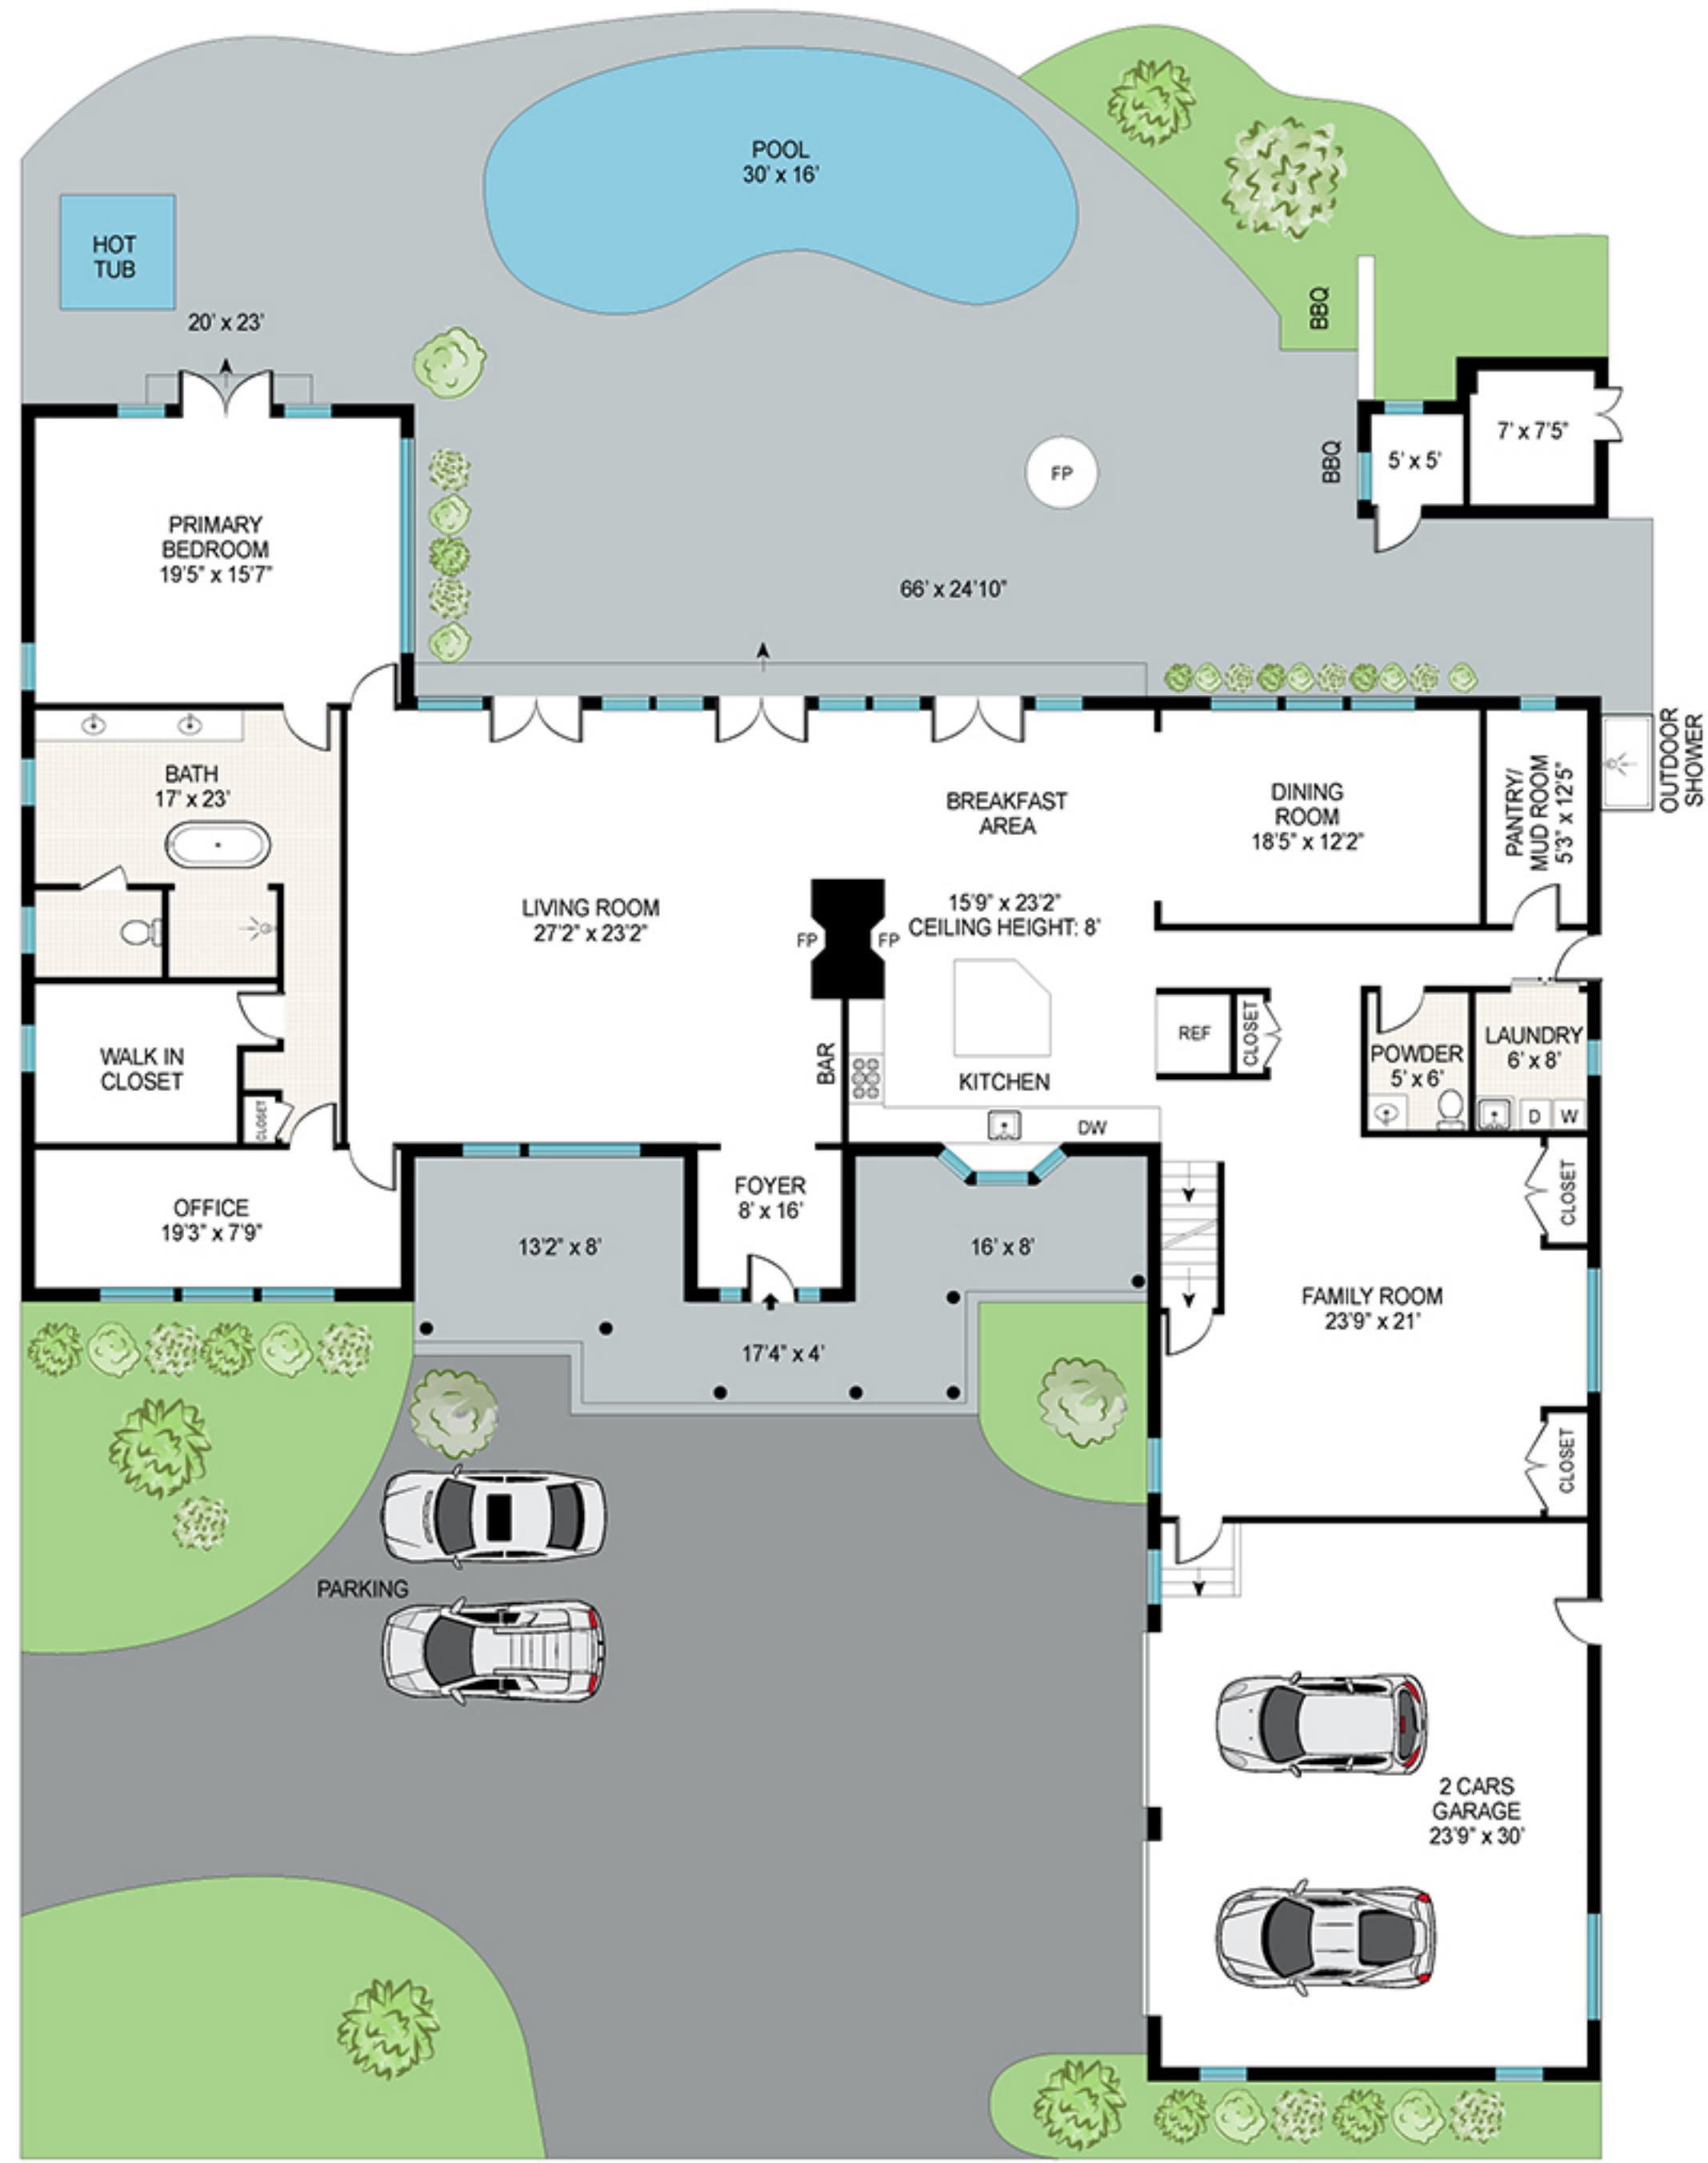 POOL
30' x 16'
HOT
TUB
20' x 23'
BBQ
BBQ
5' x 5'
7' x 7'5"
FP
PRIMARY
BEDROOM
19'5" x 15'7"
66' x 24'10"
OUTDOOR
SHOWER
BATH
17' x 23'
BREAKFAST
AREA
DINING
ROOM
18'5" x 12'2"
PANTRY/
MUD ROOM
5'3" x 12'5"
LIVING ROOM
27'2" x 23'2"
15'9" x 23'2"
CEILING HEIGHT: 8'
FP
FP
REF
CLOSET
LAUNDRY
6' x 8'
POWDER
5' x 6'
D
W
WALK IN
CLOSET
CLOSET
BAR
KITCHEN
DW
OFFICE
19'3" x 7'9"
FOYER
8' x 16'
13'2" x 8'
16' x 8'
CLOSET
FAMILY ROOM
23'9" x 21'
17'4" x 4'
CLOSET
PARKING
2 CARS
GARAGE
23'9" x 30'